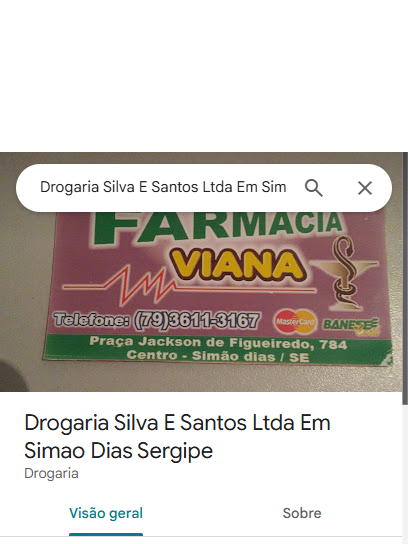 Drogaria Silva E Santos Ltda Em Sim
FARMACIA
VIANA
Telefone: (79)3611-3167
MasterCard
BANESE
Praça Jackson de Figueiredo, 784
Centro - Simão dias / SE
Drogaria Silva E Santos Ltda Em
Simao Dias Sergipe
Drogaria
Visão geral
Sobre